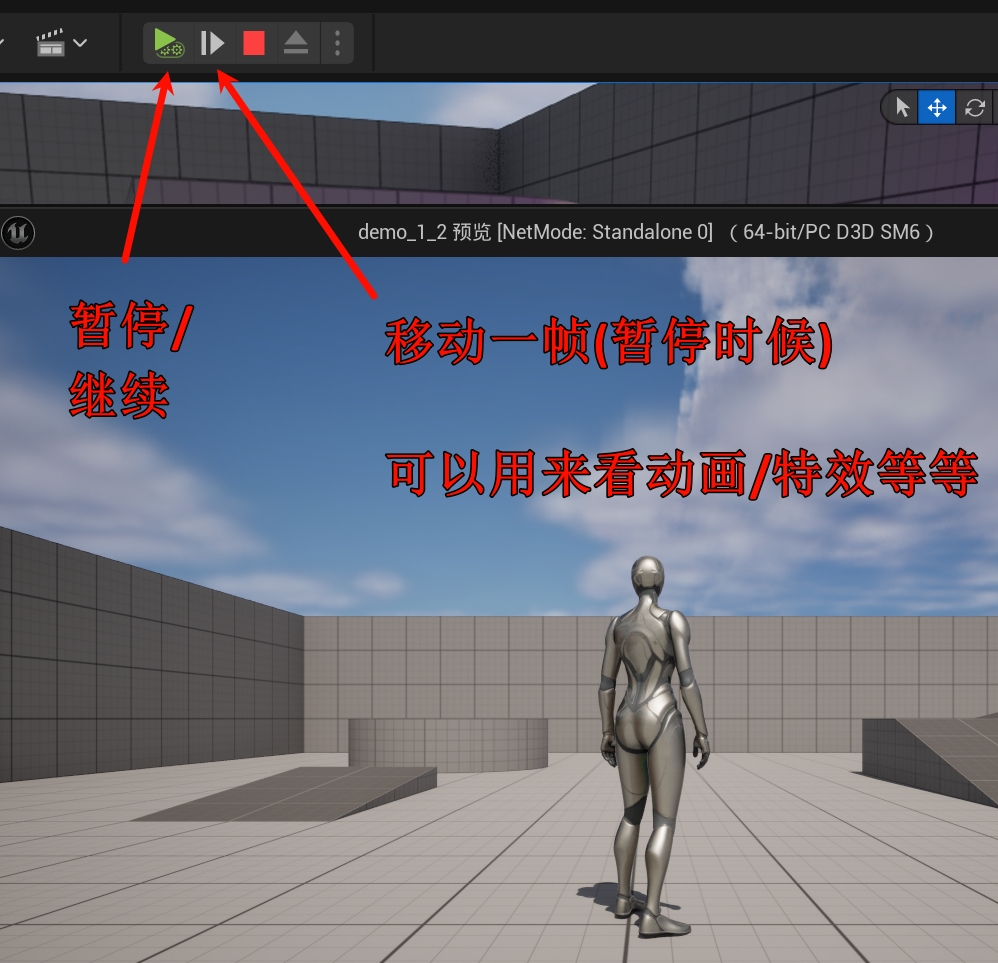 demo_1_2 预览 [NetMode: Standalone 0] （64-bit/PC D3D SM6）
暂停/
继续
移动一帧(暂停时候)
可以用来看动画/特效等等